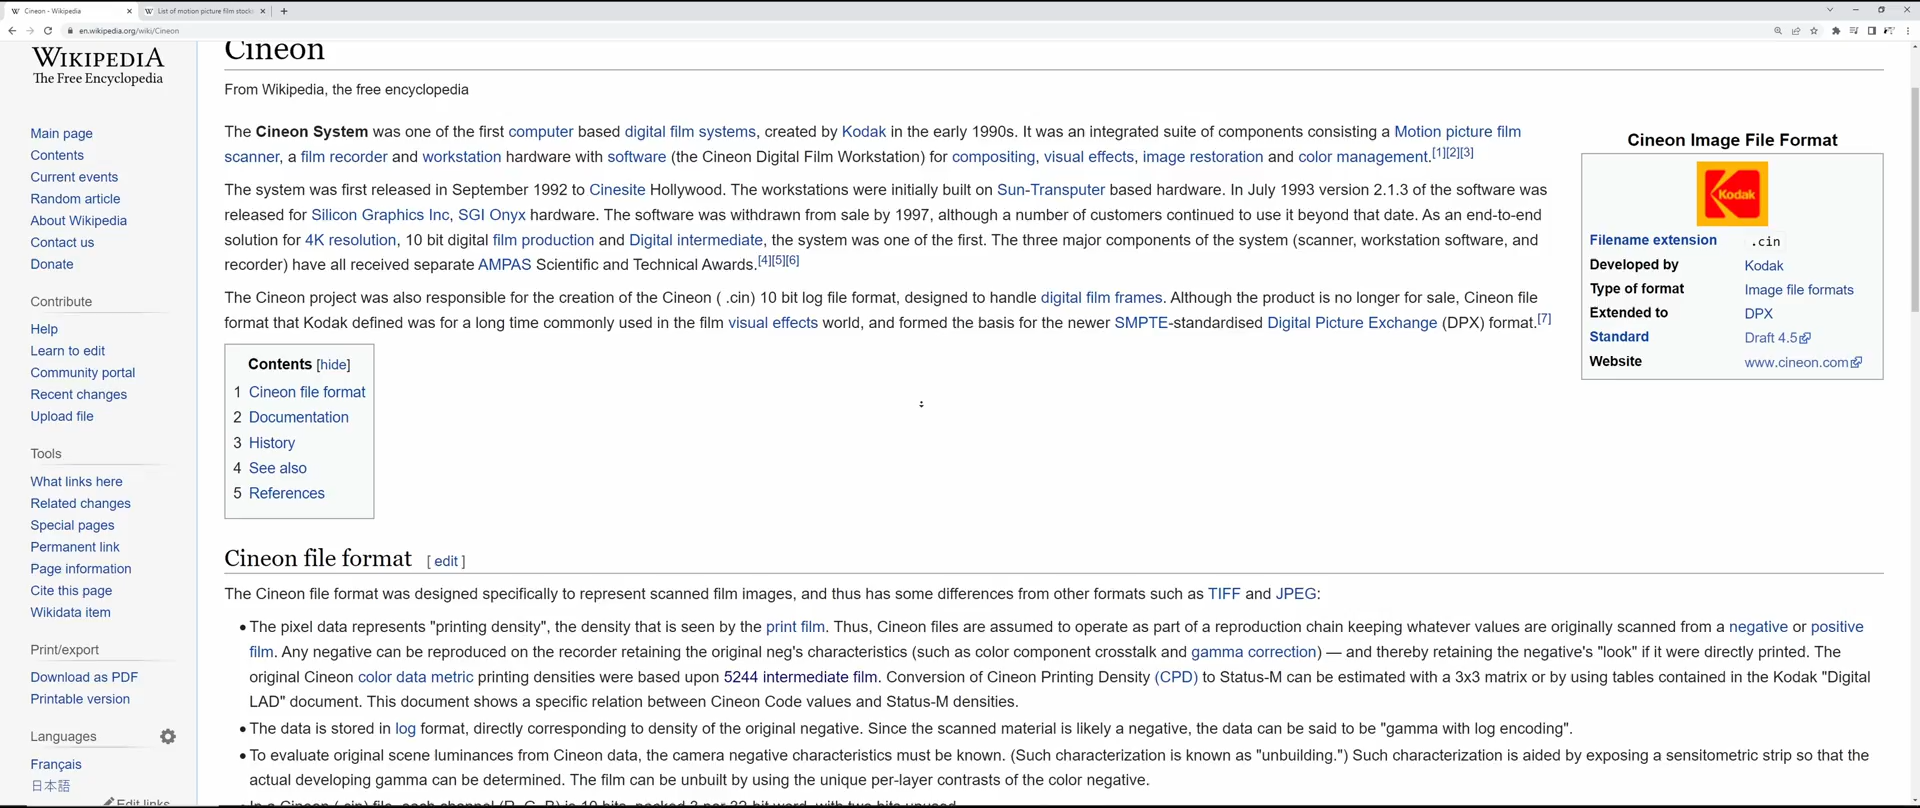 Cineon - Wikipedia
List of motion picture film stocks
en.wikipedia.org/wiki/Cineon
WIKIPEDIA
The Free Encyclopedia
Main page
Contents
Current events
Random article
About Wikipedia
Contact us
Donate
Contribute
Help
Learn to edit
Community portal
Recent changes
Upload file
Tools
What links here
Related changes
Special pages
Permanent link
Page information
Cite this page
Wikidata item
Print/export
Download as PDF
Printable version
Languages
Français
日本語
Edit links
Cineon
From Wikipedia, the free encyclopedia
The Cineon System was one of the first computer based digital film systems, created by Kodak in the early 1990s. It was an integrated suite of components consisting a Motion picture film
scanner, a film recorder and workstation hardware with software (the Cineon Digital Film Workstation) for compositing, visual effects, image restoration and color management.[1][2][3]
The system was first released in September 1992 to Cinesite Hollywood. The workstations were initially built on Sun-Transputer based hardware. In July 1993 version 2.1.3 of the software was
released for Silicon Graphics Inc, SGI Onyx hardware. The software was withdrawn from sale by 1997, although a number of customers continued to use it beyond that date. As an end-to-end
solution for 4K resolution, 10 bit digital film production and Digital intermediate, the system was one of the first. The three major components of the system (scanner, workstation software, and
recorder) have all received separate AMPAS Scientific and Technical Awards.[4][5][6]
The Cineon project was also responsible for the creation of the Cineon ( .cin) 10 bit log file format, designed to handle digital film frames. Although the product is no longer for sale, Cineon file
format that Kodak defined was for a long time commonly used in the film visual effects world, and formed the basis for the newer SMPTE-standardised Digital Picture Exchange (DPX) format.[7]
Cineon Image File Format
Kodak
Filename extension .cin
Developed by Kodak
Type of format Image file formats
Extended to DPX
Standard Draft 4.5
Website www.cineon.com
Contents [hide]
1 Cineon file format
2 Documentation
3 History
4 See also
5 References
Cineon file format [ edit ]
The Cineon file format was designed specifically to represent scanned film images, and thus has some differences from other formats such as TIFF and JPEG:
• The pixel data represents "printing density", the density that is seen by the print film. Thus, Cineon files are assumed to operate as part of a reproduction chain keeping whatever values are originally scanned from a negative or positive
film. Any negative can be reproduced on the recorder retaining the original neg's characteristics (such as color component crosstalk and gamma correction) — and thereby retaining the negative's "look" if it were directly printed. The
original Cineon color data metric printing densities were based upon 5244 intermediate film. Conversion of Cineon Printing Density (CPD) to Status-M can be estimated with a 3x3 matrix or by using tables contained in the Kodak "Digital
LAD" document. This document shows a specific relation between Cineon Code values and Status-M densities.
• The data is stored in log format, directly corresponding to density of the original negative. Since the scanned material is likely a negative, the data can be said to be "gamma with log encoding".
• To evaluate original scene luminances from Cineon data, the camera negative characteristics must be known. (Such characterization is known as "unbuilding.") Such characterization is aided by exposing a sensitometric strip so that the
actual developing gamma can be determined. The film can be unbuilt by using the unique per-layer contrasts of the color negative.
• In a Cineon (.cin) file, each channel (R, G, B) is 10 bits, packed 3 per 32-bit word, with two bits unused.